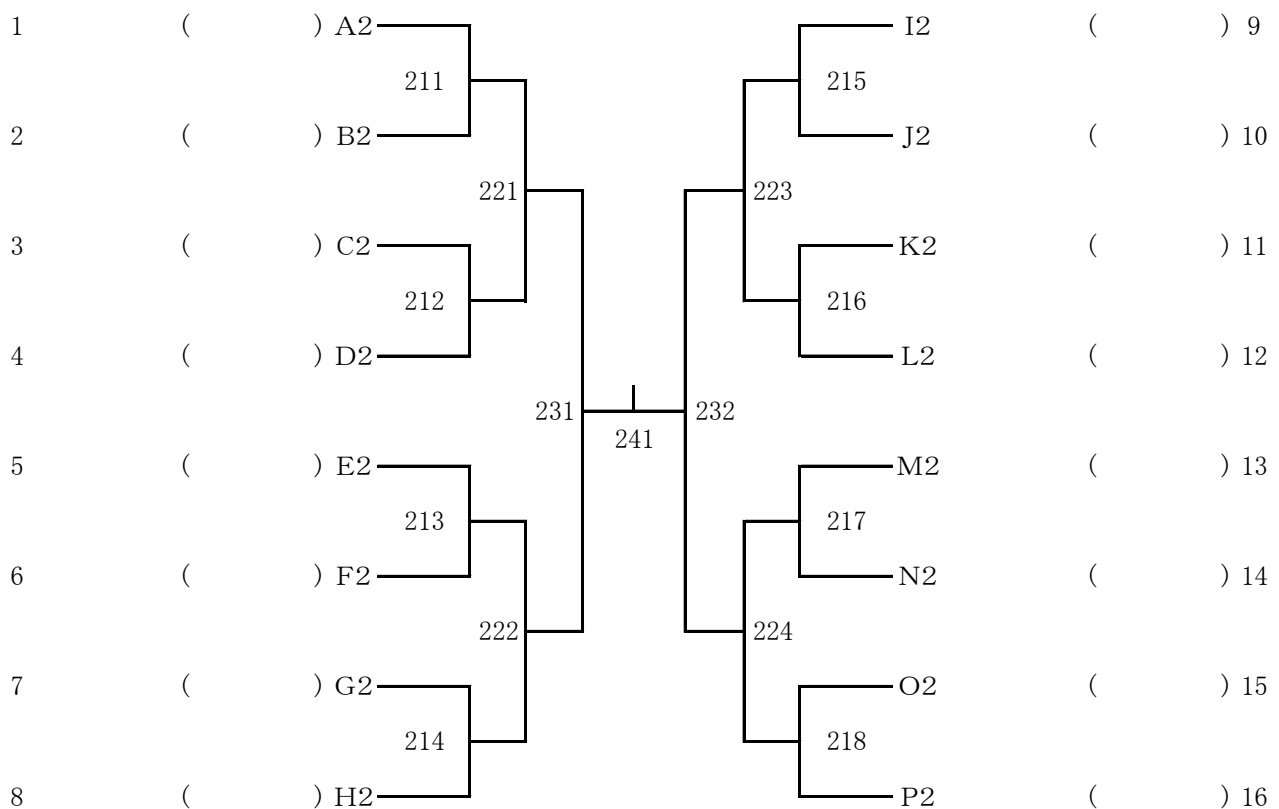 1 ( ) A2 I2 ( ) 9
211 215
2 ( ) B2 J2 ( ) 10
221 223
3 ( ) C2 K2 ( ) 11
212 216
4 ( ) D2 L2 ( ) 12
231 232
241
5 ( ) E2 M2 ( ) 13
213 217
6 ( ) F2 N2 ( ) 14
222 224
7 ( ) G2 O2 ( ) 15
214 218
8 ( ) H2 P2 ( ) 16